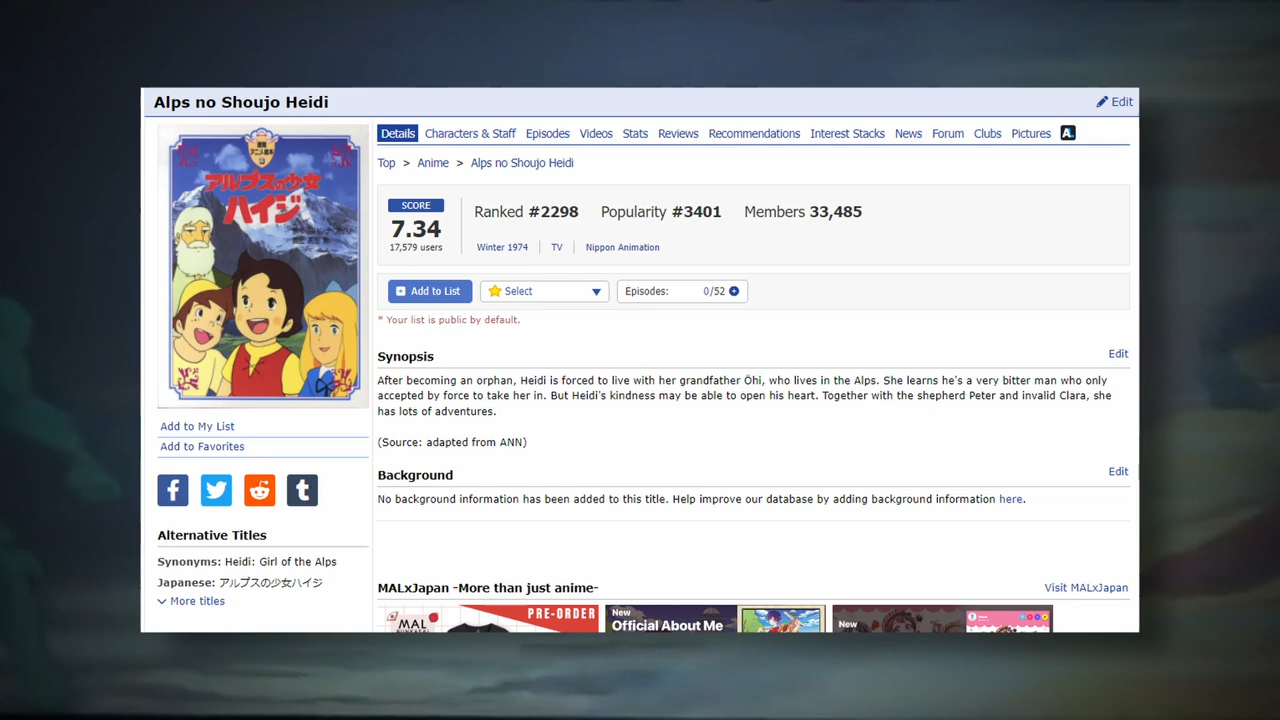 Alps no Shoujo Heidi
Edit
アルプスの少女
ハイジ
Details Characters & Staff Episodes Videos Stats Reviews Recommendations Interest Stacks News Forum Clubs Pictures
Top > Anime > Alps no Shoujo Heidi
SCORE
7.34
17,579 users
Ranked #2298 Popularity #3401 Members 33,485
Winter 1974 TV Nippon Animation
Add to List Select Episodes: 0/52
* Your list is public by default.
Synopsis
Edit
After becoming an orphan, Heidi is forced to live with her grandfather Öhi, who lives in the Alps. She learns he's a very bitter man who only
accepted by force to take her in. But Heidi's kindness may be able to open his heart. Together with the shepherd Peter and invalid Clara, she
has lots of adventures.
(Source: adapted from ANN)
Add to My List
Add to Favorites
Background
Edit
No background information has been added to this title. Help improve our database by adding background information here.
Alternative Titles
Synonyms: Heidi: Girl of the Alps
Japanese: アルプスの少女ハイジ
More titles
MALxJapan -More than just anime-
Visit MALxJapan
MAL
PRE-ORDER
New
Official About Me
New